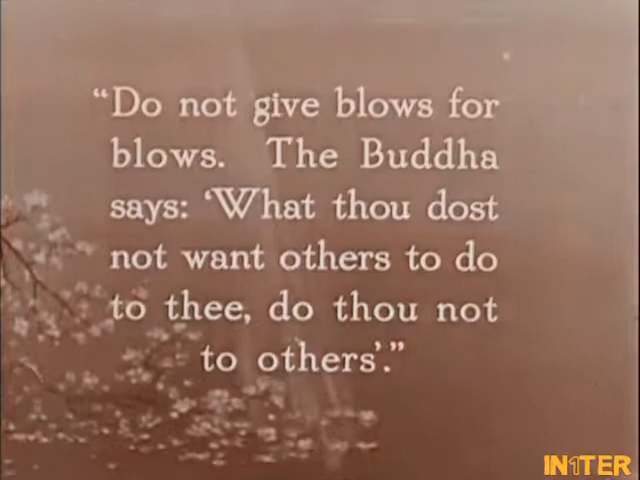 “Do not give blows for
blows. The Buddha
says: ‘What thou dost
not want others to do
to thee, do thou not
to others’.”
IN1TER